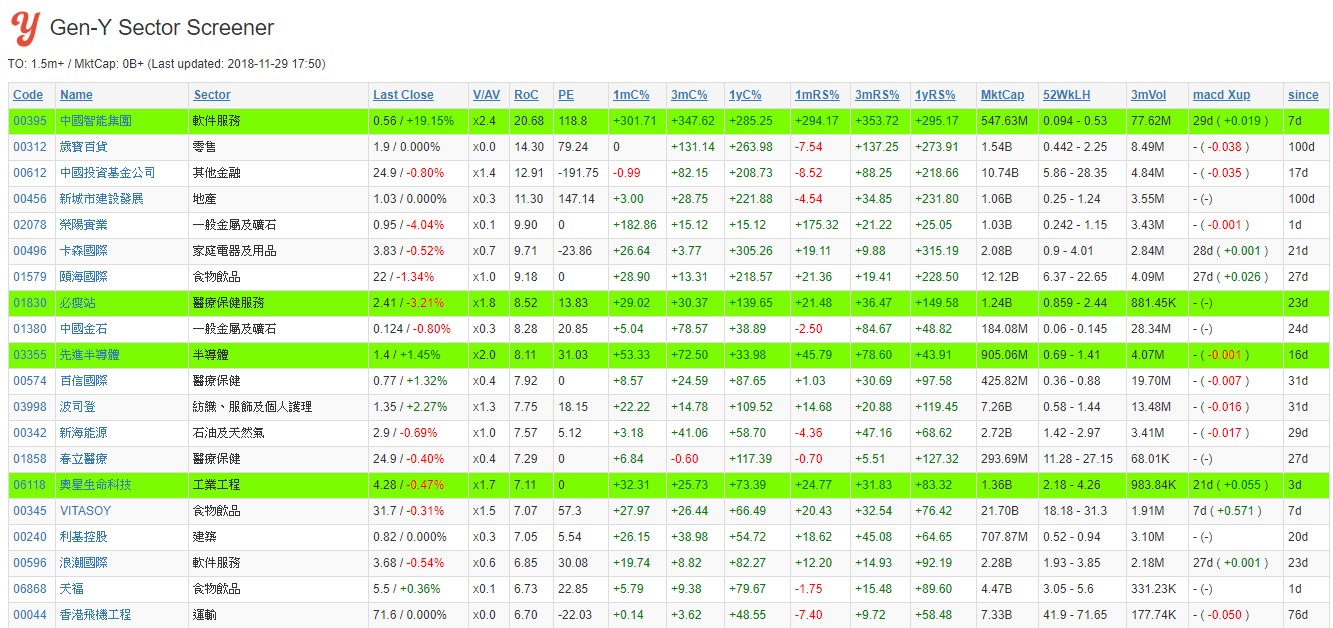 Gen-Y Sector Screener
TO: 1.5m+ / MktCap: 0B+ (Last updated: 2018-11-29 17:50)
Code Name Sector Last Close V/AV RoC PE 1mC% 3mC% 1yC% 1mRS% 3mRS% 1yRS% MktCap 52WkLH 3mVol macd Xup since
00395 中國智能集團 軟件服務 0.56 / +19.15% x2.4 20.68 118.8 +301.71 +347.62 +285.25 +294.17 +353.72 +295.17 547.63M 0.094 - 0.53 77.62M 29d ( +0.019 ) 7d
00312 歲寶百貨 零售 1.9 / 0.000% x0.0 14.30 79.24 0 +131.14 +263.98 -7.54 +137.25 +273.91 1.54B 0.442 - 2.25 8.49M - ( -0.038 ) 100d
00612 中國投資基金公司 其他金融 24.9 / -0.80% x1.4 12.91 -191.75 -0.99 +82.15 +208.73 -8.52 +88.25 +218.66 10.74B 5.86 - 28.35 4.84M - ( -0.035 ) 17d
00456 新城市建設發展 地產 1.03 / 0.000% x0.3 11.30 147.14 +3.00 +28.75 +221.88 -4.54 +34.85 +231.80 1.06B 0.25 - 1.24 3.55M - (-) 100d
02078 榮陽實業 一般金屬及礦石 0.95 / -4.04% x0.1 9.90 0 +182.86 +15.12 +15.12 +175.32 +21.22 +25.05 1.03B 0.242 - 1.15 3.43M - ( -0.001 ) 1d
00496 卡森國際 家庭電器及用品 3.83 / -0.52% x0.7 9.71 -23.86 +26.64 +3.77 +305.26 +19.11 +9.88 +315.19 2.08B 0.9 - 4.01 2.84M 28d ( +0.001 ) 21d
01579 頤海國際 食物飲品 22 / -1.34% x1.0 9.18 0 +28.90 +13.31 +218.57 +21.36 +19.41 +228.50 12.12B 6.37 - 22.65 4.09M 27d ( +0.026 ) 27d
01830 必瘦站 醫療保健服務 2.41 / -3.21% x1.8 8.52 13.83 +29.02 +30.37 +139.65 +21.48 +36.47 +149.58 1.24B 0.859 - 2.44 881.45K - (-) 23d
01380 中國金石 一般金屬及礦石 0.124 / -0.80% x0.3 8.28 20.85 +5.04 +78.57 +38.89 -2.50 +84.67 +48.82 184.08M 0.06 - 0.145 28.34M - (-) 24d
03355 先進半導體 半導體 1.4 / +1.45% x2.0 8.11 31.03 +53.33 +72.50 +33.98 +45.79 +78.60 +43.91 905.06M 0.69 - 1.41 4.07M - ( -0.001 ) 16d
00574 百信國際 醫療保健 0.77 / +1.32% x0.4 7.92 0 +8.57 +24.59 +87.65 +1.03 +30.69 +97.58 425.82M 0.36 - 0.88 19.70M - ( -0.007 ) 31d
03998 波司登 紡織、服飾及個人護理 1.35 / +2.27% x1.3 7.75 18.15 +22.22 +14.78 +109.52 +14.68 +20.88 +119.45 7.26B 0.58 - 1.44 13.48M - ( -0.016 ) 31d
00342 新海能源 石油及天然氣 2.9 / -0.69% x1.0 7.57 5.12 +3.18 +41.06 +58.70 -4.36 +47.16 +68.62 2.72B 1.42 - 2.97 3.41M - ( -0.017 ) 29d
01858 春立醫療 醫療保健 24.9 / -0.40% x0.4 7.29 0 +6.84 -0.60 +117.39 -0.70 +5.51 +127.32 293.69M 11.28 - 27.15 68.01K - (-) 27d
06118 奧星生命科技 工業工程 4.28 / -0.47% x1.7 7.11 0 +32.31 +25.73 +73.39 +24.77 +31.83 +83.32 1.36B 2.18 - 4.26 983.84K 21d ( +0.055 ) 3d
00345 VITASOY 食物飲品 31.7 / -0.31% x1.5 7.07 57.3 +27.97 +26.44 +66.49 +20.43 +32.54 +76.42 21.70B 18.18 - 31.3 1.91M 7d ( +0.571 ) 7d
00240 利基控股 建築 0.82 / 0.000% x0.3 7.05 5.54 +26.15 +38.98 +54.72 +18.62 +45.08 +64.65 707.87M 0.52 - 0.94 3.10M - (-) 20d
00596 浪潮國際 軟件服務 3.68 / -0.54% x0.6 6.85 30.08 +19.74 +8.82 +82.27 +12.20 +14.93 +92.19 2.28B 1.93 - 3.85 2.18M 27d ( +0.001 ) 23d
06868 天福 食物飲品 5.5 / +0.36% x0.1 6.73 22.85 +5.79 +9.38 +79.67 -1.75 +15.48 +89.60 4.47B 3.05 - 5.6 331.23K - (-) 1d
00044 香港飛機工程 運輸 71.6 / 0.000% x0.0 6.70 -22.03 +0.14 +3.62 +48.55 -7.40 +9.72 +58.48 7.33B 41.9 - 71.65 177.74K - ( -0.050 ) 76d